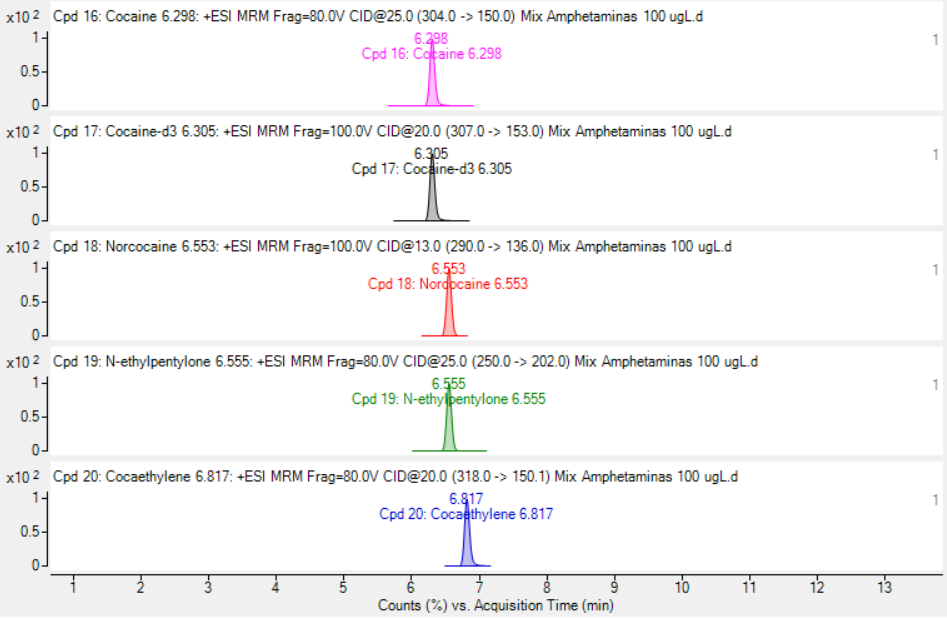 x10 2 Cpd 16: Cocaine 6.298: +ESI MRM Frag=80.0V CID@25.0 (304.0 -> 150.0) Mix Amphetaminas 100 ugL.d
1
6.298
1
Cpd 16: Cocaine 6.298
0.5
0
x10 2 Cpd 17: Cocaine-d3 6.305: +ESI MRM Frag=100.0V CID@20.0 (307.0 -> 153.0) Mix Amphetaminas 100 ugL.d
1
6.305
1
Cpd 17: Cocaine-d3 6.305
0.5
0
x10 2 Cpd 18: Norcocaine 6.553: +ESI MRM Frag=100.0V CID@13.0 (290.0 -> 136.0) Mix Amphetaminas 100 ugL.d
1
6.553
1
Cpd 18: Norcocaine 6.553
0.5
0
x10 2 Cpd 19: N-ethylpentylone 6.555: +ESI MRM Frag=80.0V CID@25.0 (250.0 -> 202.0) Mix Amphetaminas 100 ugL.d
1
6.555
1
Cpd 19: N-ethylpentylone 6.555
0.5
0
x10 2 Cpd 20: Cocaethylene 6.817: +ESI MRM Frag=80.0V CID@20.0 (318.0 -> 150.1) Mix Amphetaminas 100 ugL.d
1
6.817
1
Cpd 20: Cocaethylene 6.817
0.5
0
1 2 3 4 5 6 7 8 9 10 11 12 13
Counts (%) vs. Acquisition Time (min)